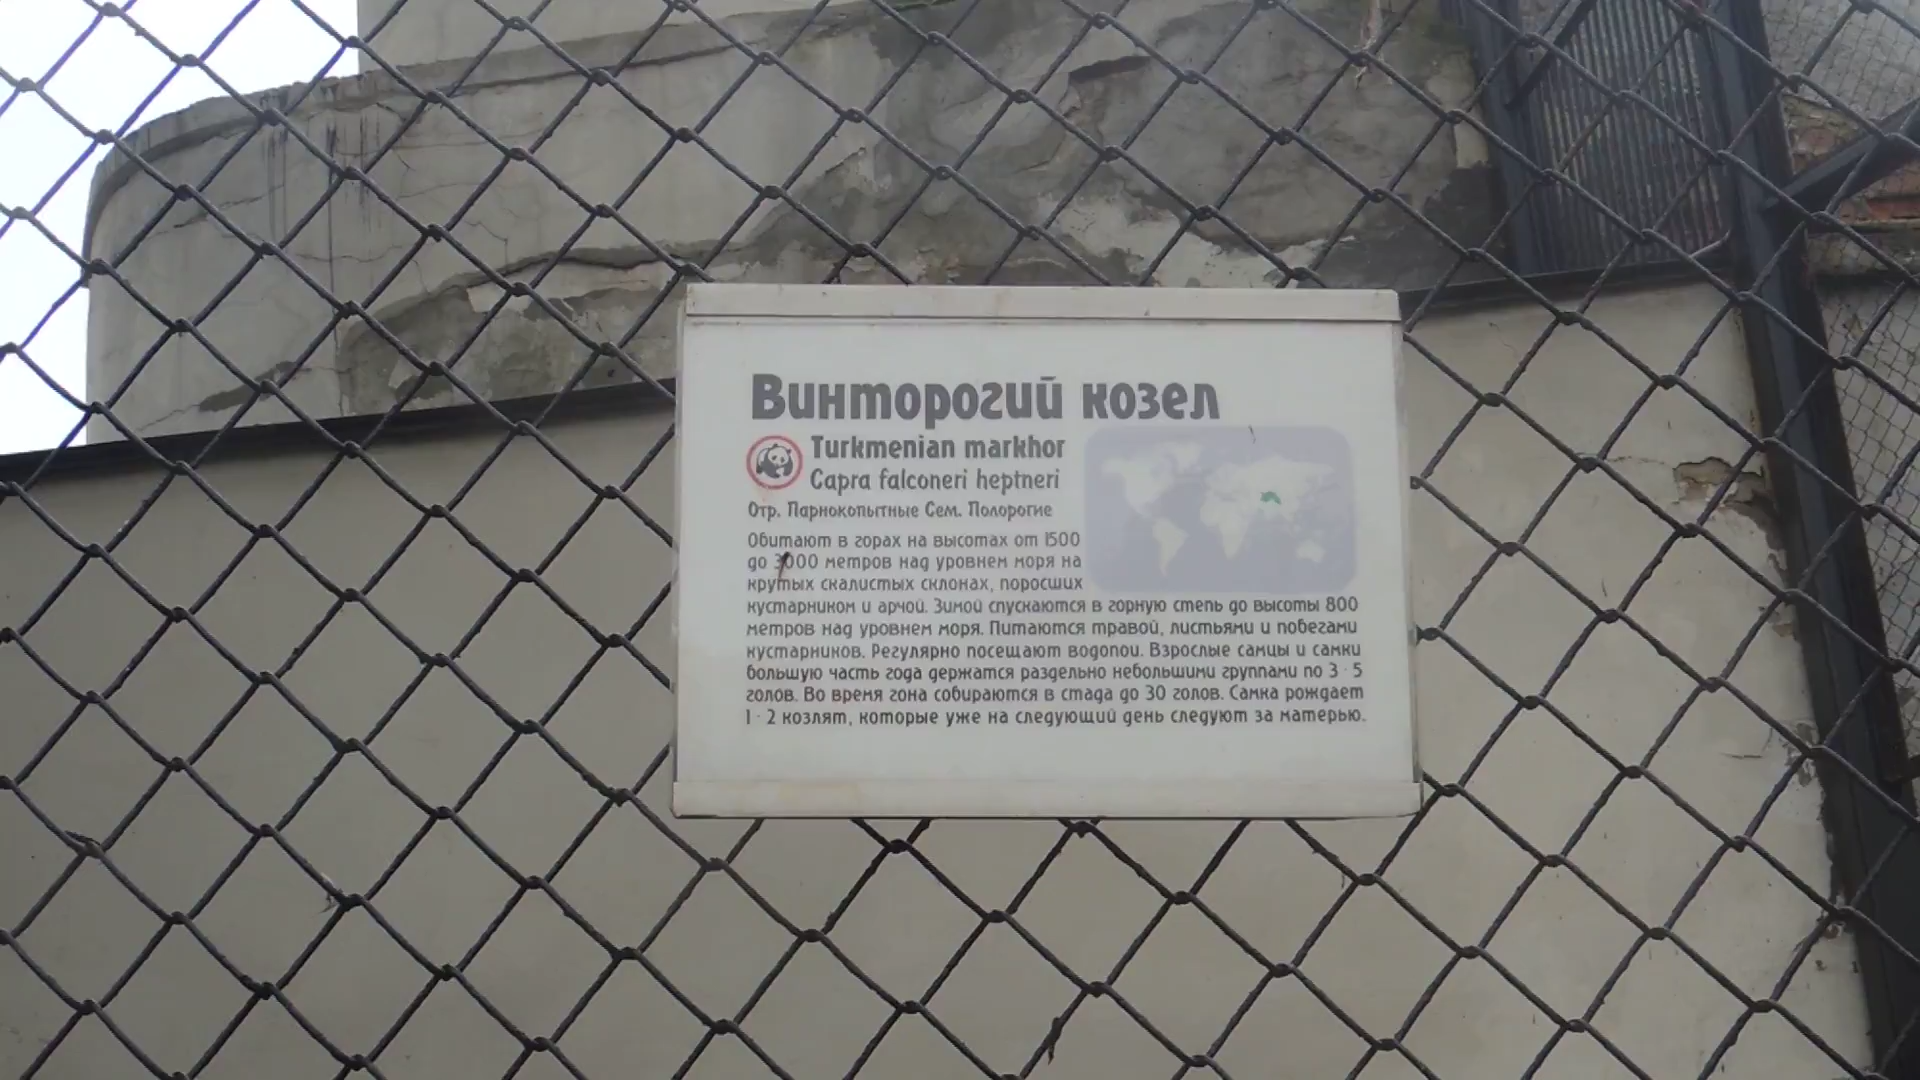 Винторогий козел
Turkmenian markhor
Capra falconeri heptneri
Отр. Парнокопытные Сем. Полорогие
Обитают в горах на высотах от 1500
до 3000 метров над уровнем моря на
крутых скалистых склонах, поросших
кустарником и арчой. Зимой спускаются в горную степь до высоты 800
метров над уровнем моря. Питаются травой, листьями и побегами
кустарников. Регулярно посещают водопои. Взрослые самцы и самки
большую часть года держатся раздельно небольшими группами по 3 - 5
голов. Во время гона собираются в стада до 30 голов. Самка рождает
1 - 2 козлят, которые уже на следующий день следуют за матерью.